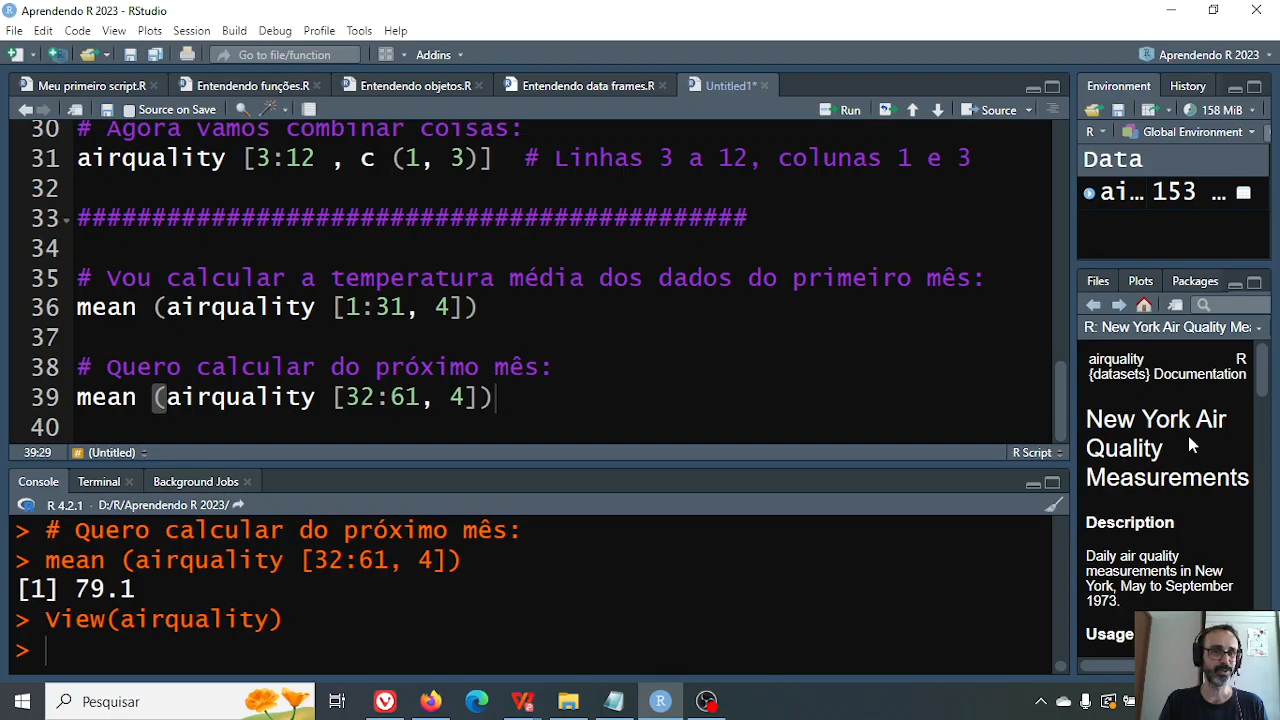 Aprendendo R 2023 - RStudio
File Edit Code View Plots Session Build Debug Profile Tools Help
Go to file/function Addins Aprendendo R 2023
Meu primeiro script.R Entendendo funções.R Entendendo objetos.R Entendendo data frames.R Untitled1*
Source on Save Run Source
30 # Agora vamos combinar coisas:
31 airquality [3:12 , c (1, 3)] # Linhas 3 a 12, colunas 1 e 3
32
33 #############################################
34
35 # Vou calcular a temperatura média dos dados do primeiro mês:
36 mean (airquality [1:31, 4])
37
38 # Quero calcular do próximo mês:
39 mean (airquality [32:61, 4])
40
39:29 # (Untitled) R Script
Console Terminal Background Jobs
R 4.2.1 · D:/R/Aprendendo R 2023/
> # Quero calcular do próximo mês:
> mean (airquality [32:61, 4])
[1] 79.1
> View(airquality)
>
Environment History
158 MiB
R Global Environment
Data
ai... 153 ...
Files Plots Packages
R: New York Air Quality Mea
airquality R
{datasets} Documentation
New York Air
Quality
Measurements
Description
Daily air quality
measurements in New
York, May to September
1973.
Usage
Pesquisar